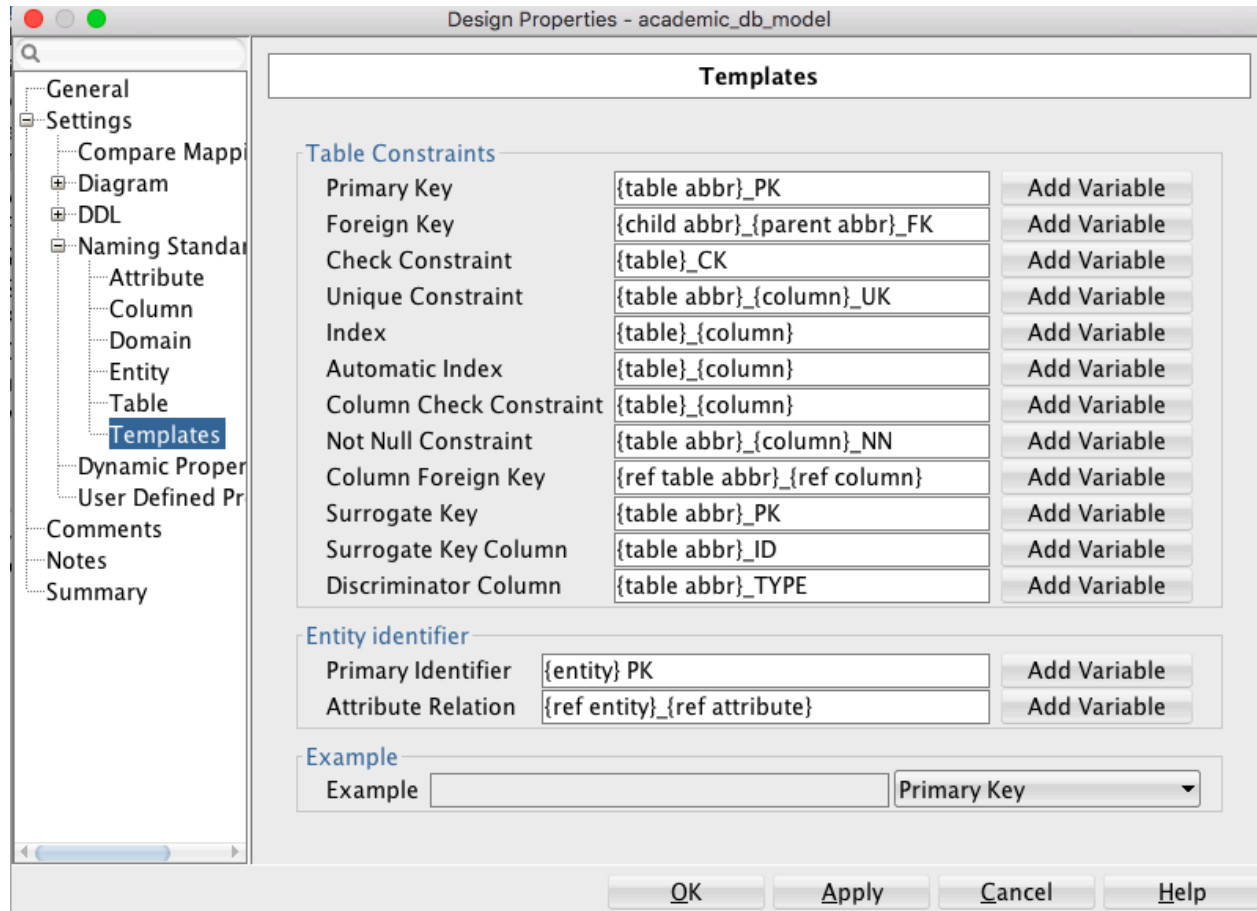 Design Properties - academic_db_model
General
Settings
Compare Mappi
Diagram
DDL
Naming Standar
Attribute
Column
Domain
Entity
Table
Templates
Dynamic Proper
User Defined Pr
Comments
Notes
Summary
Templates
Table Constraints
Primary Key {table abbr}_PK Add Variable
Foreign Key {child abbr}_{parent abbr}_FK Add Variable
Check Constraint {table}_CK Add Variable
Unique Constraint {table abbr}_{column}_UK Add Variable
Index {table}_{column} Add Variable
Automatic Index {table}_{column} Add Variable
Column Check Constraint {table}_{column} Add Variable
Not Null Constraint {table abbr}_{column}_NN Add Variable
Column Foreign Key {ref table abbr}_{ref column} Add Variable
Surrogate Key {table abbr}_PK Add Variable
Surrogate Key Column {table abbr}_ID Add Variable
Discriminator Column {table abbr}_TYPE Add Variable
Entity identifier
Primary Identifier {entity} PK Add Variable
Attribute Relation {ref entity}_{ref attribute} Add Variable
Example
Example Primary Key
OK Apply Cancel Help